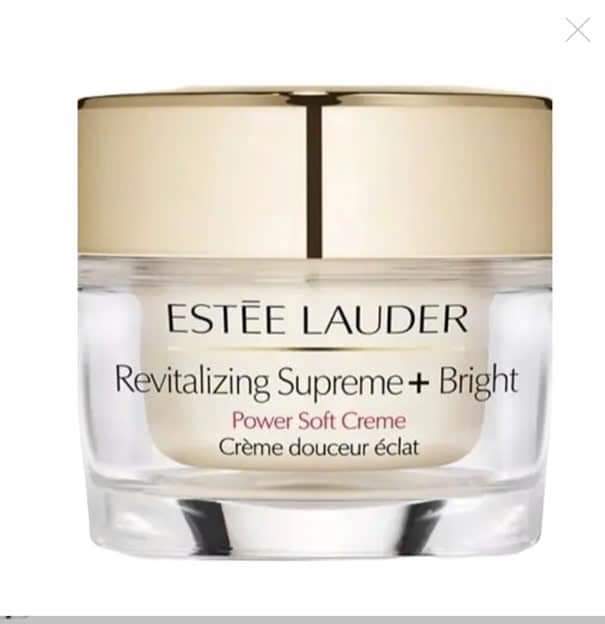 ESTĒE LAUDER
Revitalizing Supreme+ Bright
Power Soft Creme
Crème douceur éclat